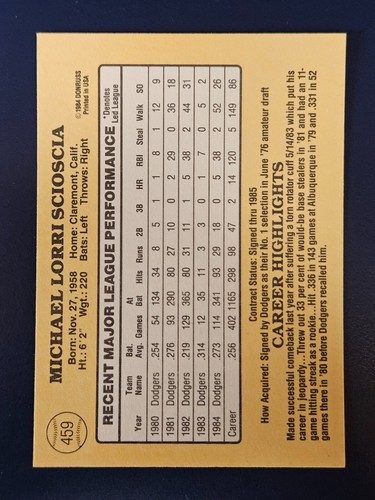 459
MICHAEL LORRI SCIOSCIA
© 1984 DONRUSS
Printed in USA
Born: Nov. 27, 1958 Home: Claremont, Calif.
Ht.: 6' 2" Wgt.: 220 Bats: Left Throws: Right
RECENT MAJOR LEAGUE PERFORMANCE
*Denotes
Led League
Year Team Name Bat. Avg. Games At Bat Hits Runs 2B 3B HR RBI Steal Walk SO
1980 Dodgers 254 54 134 34 8 5 1 1 8 1 12 9
1981 Dodgers 276 93 290 80 27 10 0 2 29 0 36 18
1982 Dodgers 219 129 365 80 31 11 1 5 38 2 44 31
1983 Dodgers .314 12 35 11 3 3 0 1 7 0 5 2
1984 Dodgers 273 114 341 93 29 18 0 5 38 2 52 26
Career 256 402 1165 298 98 47 2 14 120 5 149 86
Contract Status: Signed thru 1985
How Acquired: Signed by Dodgers as their No. 1 selection in June '76 amateur draft
CAREER HIGHLIGHTS
Made successful comeback last year after suffering a torn rotator cuff 5/14/83 which put his
career in jeopardy...Threw out 33 per cent of would-be base stealers in '81 and had an 11-
game hitting streak as a rookie...Hit .336 in 143 games at Albuquerque in '79 and .331 in 52
games there in '80 before Dodgers recalled him.